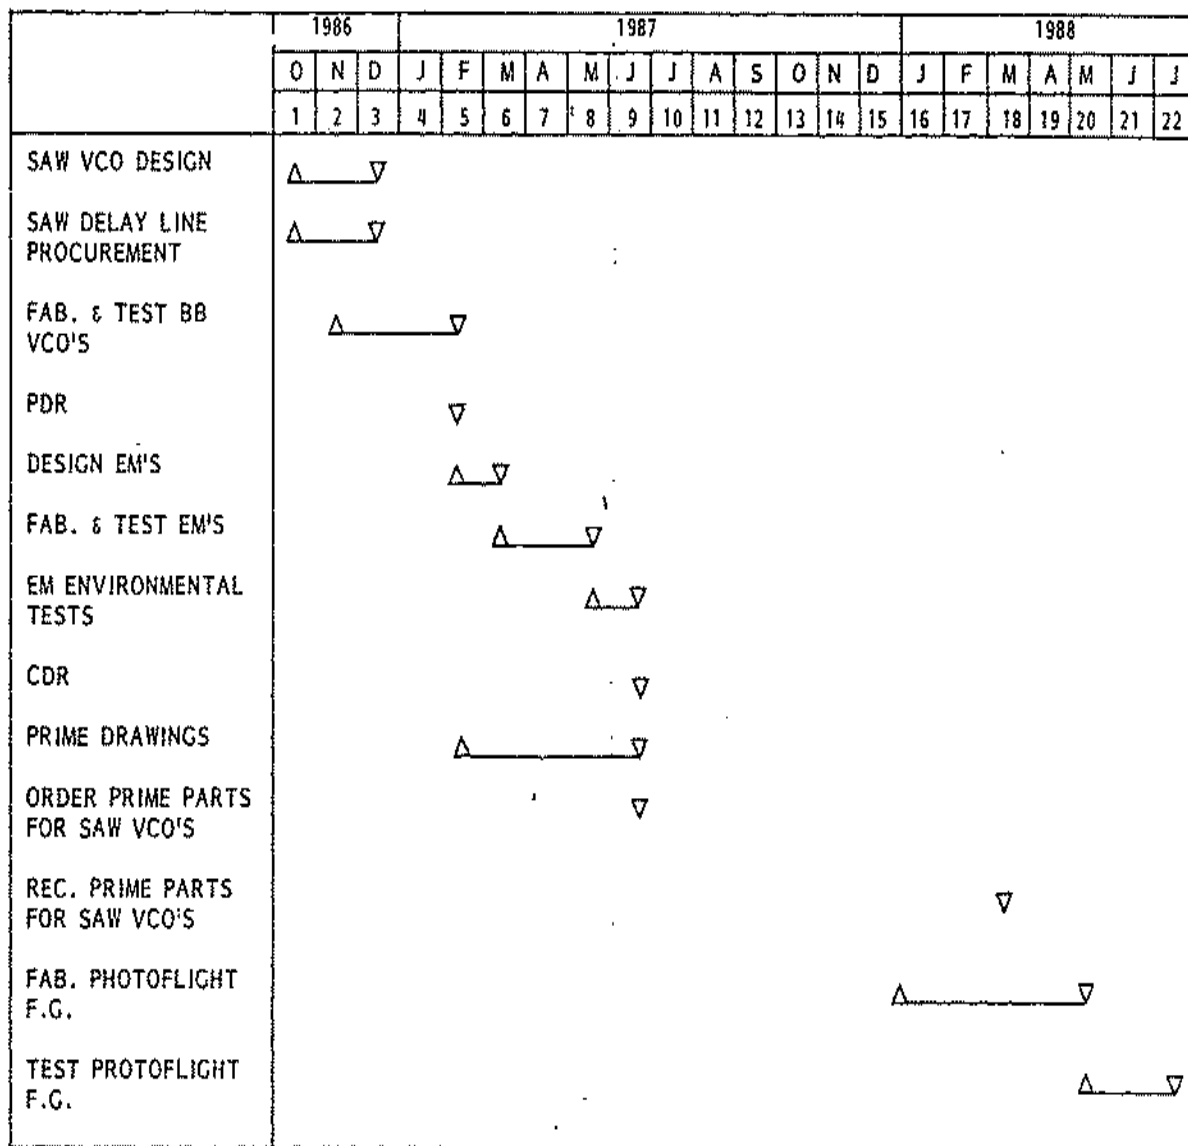 1986 1987 1988
O N D J F M A M J J A S O N D J F M A M J J
1 2 3 4 5 6 7 8 9 10 11 12 13 14 15 16 17 18 19 20 21 22
SAW VCO DESIGN
SAW DELAY LINE
PROCUREMENT
FAB. & TEST BB
VCO'S
PDR
DESIGN EM'S
FAB. & TEST EM'S
EM ENVIRONMENTAL
TESTS
CDR
PRIME DRAWINGS
ORDER PRIME PARTS
FOR SAW VCO'S
REC. PRIME PARTS
FOR SAW VCO'S
FAB. PHOTOFLIGHT
F.G.
TEST PROTOFLIGHT
F.G.